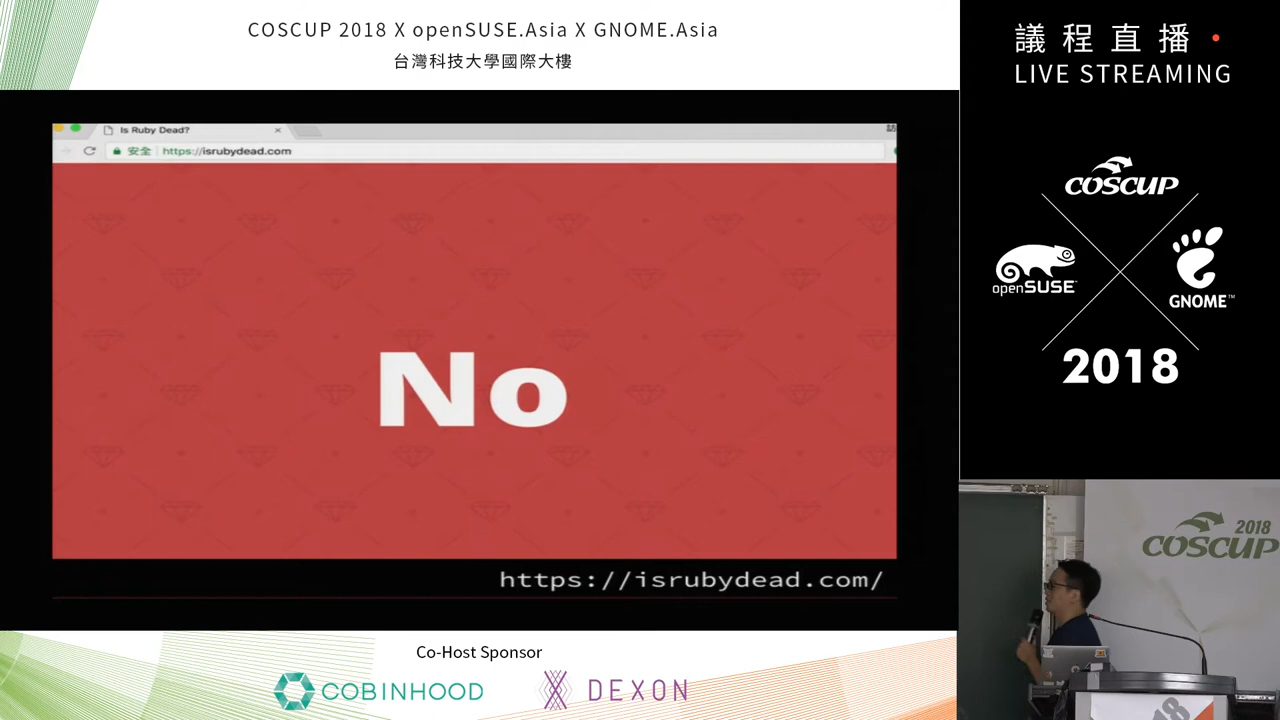 COSCUP 2018 X openSUSE.Asia X GNOME.Asia
台灣科技大學國際大樓
議程直播
LIVE STREAMING
Is Ruby Dead?
安全 https://isrubydead.com
No
https://isrubydead.com/
COSCUP
openSUSE
GNOME™
2018
2018
COSCUP
Co-Host Sponsor
COBINHOOD
DEXON
18